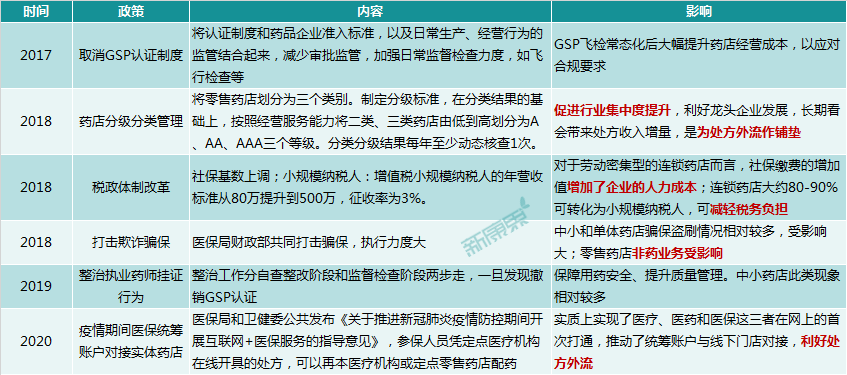 时间
政策
内容
影响
2017
取消GSP认证制度
将认证制度和药品企业准入标准，以及日常生产、经营行为的
监管结合起来，减少审批监管，加强日常监督检查力度，如飞
行检查等
GSP飞检常态化后大幅提升药店经营成本，以应对
合规要求
2018
药店分级分类管理
将零售药店划分为三个类别。制定分级标准，在分类结果的基
础上，按照经营服务能力将二类、三类药店由低到高划分为A
、AA、AAA三个等级。分类分级结果每年至少动态核查1次。
促进行业集中度提升，利好龙头企业发展，长期看
会带来处方收入增量，是为处方外流作铺垫
2018
税政体制改革
社保基数上调；小规模纳税人：增值税小规模纳税人的年营收
标准从80万提升到500万，征收率为3%。
对于劳动密集型的连锁药店而言，社保缴费的增加
值增加了企业的人力成本；连锁药店大约80-90%
可转化为小规模纳税人，可减轻税务负担
2018
打击欺诈骗保
医保局财政部共同打击骗保，执行力度大
中小和单体药店骗保盗刷情况相对较多，受影响
大；零售药店非药业务受影响
2019
整治执业药师挂证
行为
整治工作分自查整改阶段和监督检查阶段两步走，一旦发现撤
销GSP认证
保障用药安全、提升质量管理。中小药店此类现象
相对较多
2020
疫情期间医保统筹
账户对接实体药店
医保局和卫健委公共发布《关于推进新冠肺炎疫情防控期间开
展互联网+医保服务的指导意见》，参保人员凭定点医疗机构
在线开具的处方，可以再本医疗机构或定点零售药店配药
实质上实现了医疗、医药和医保这三者在网上的首
次打通，推动了统筹账户与线下门店对接，利好处
方外流